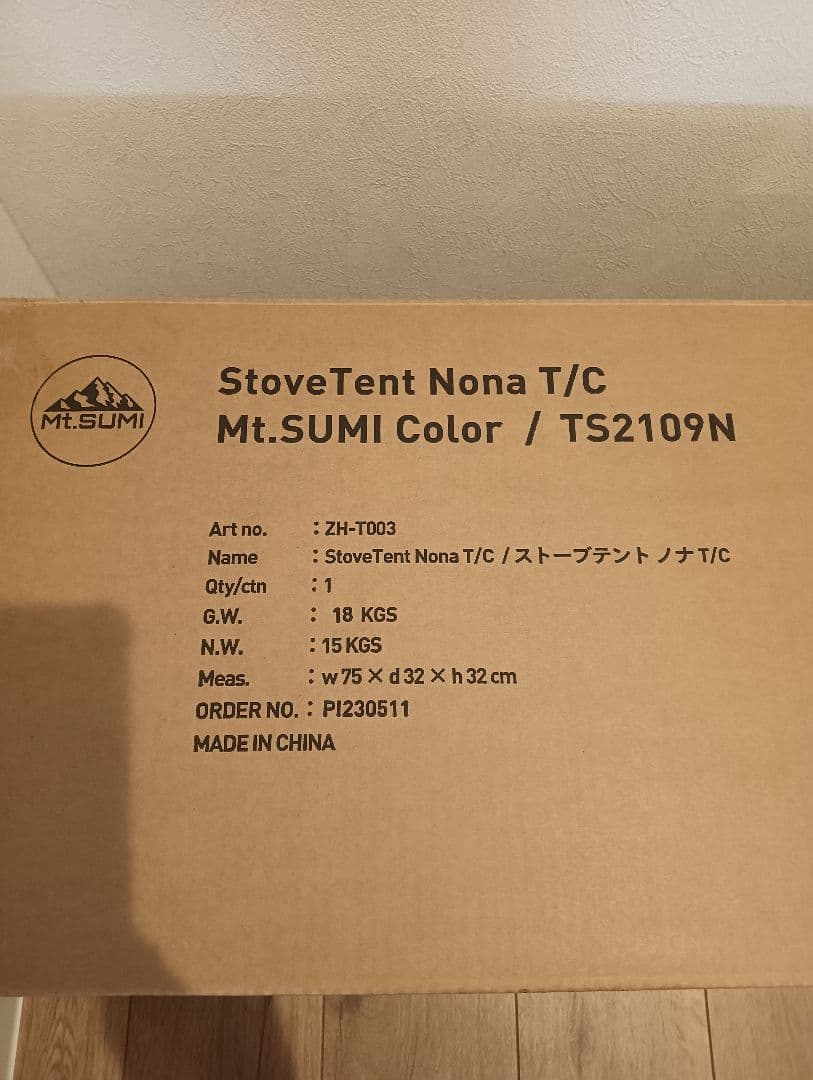 Mt.SUMI
StoveTent Nona T/C
Mt.SUMI Color / TS2109N
Art no. : ZH-T003
Name : StoveTent Nona T/C / ストーブテント ノナ T/C
Qty/ctn : 1
G.W. : 18 KGS
N.W. : 15 KGS
Meas. : w 75 × d 32 × h 32 cm
ORDER NO. : PI230511
MADE IN CHINA